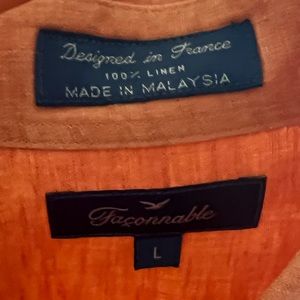 Designed in France
100% LINEN
MADE IN MALAYSIA
Façonnable
L